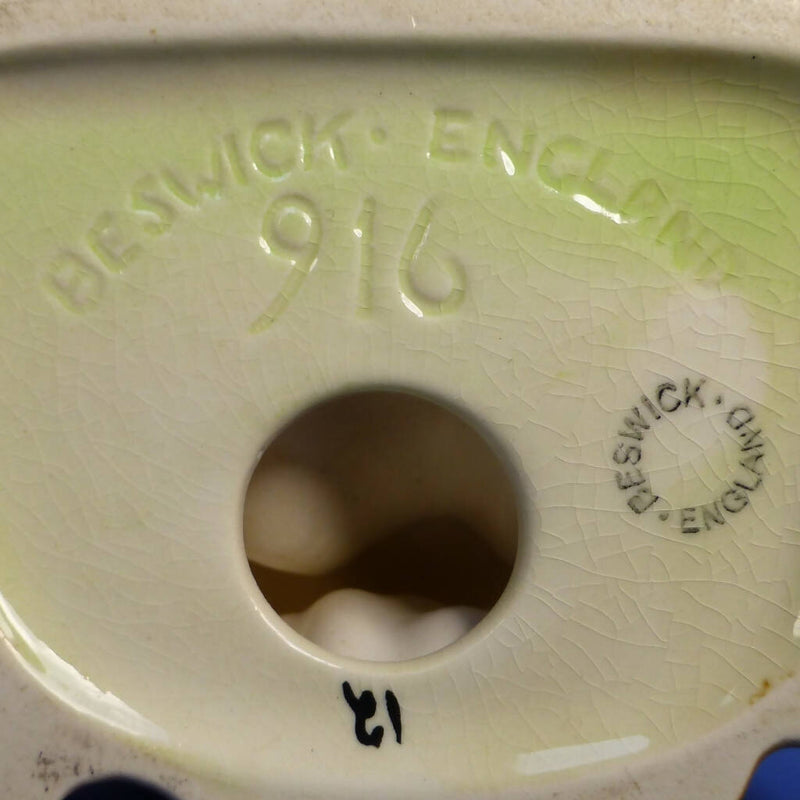 BESWICK · ENGLAND
916
BESWICK · ENGLAND ·
12